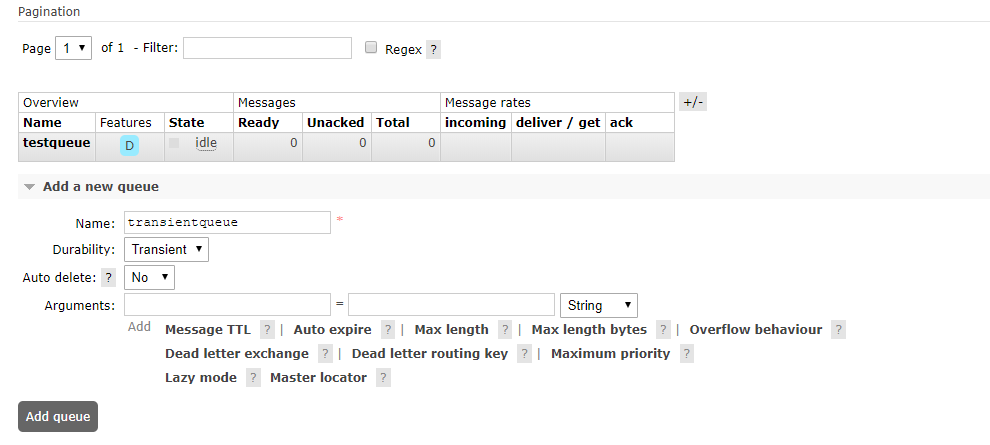 Pagination
Page 1 of 1 - Filter: Regex ?
Overview Messages Message rates +/-
Name Features State Ready Unacked Total incoming deliver / get ack
testqueue D idle 0 0 0
Add a new queue
Name: transientqueue *
Durability: Transient
Auto delete: ? No
Arguments: = String
Add Message TTL ? | Auto expire ? | Max length ? | Max length bytes ? | Overflow behaviour ?
Dead letter exchange ? | Dead letter routing key ? | Maximum priority ?
Lazy mode ? Master locator ?
Add queue